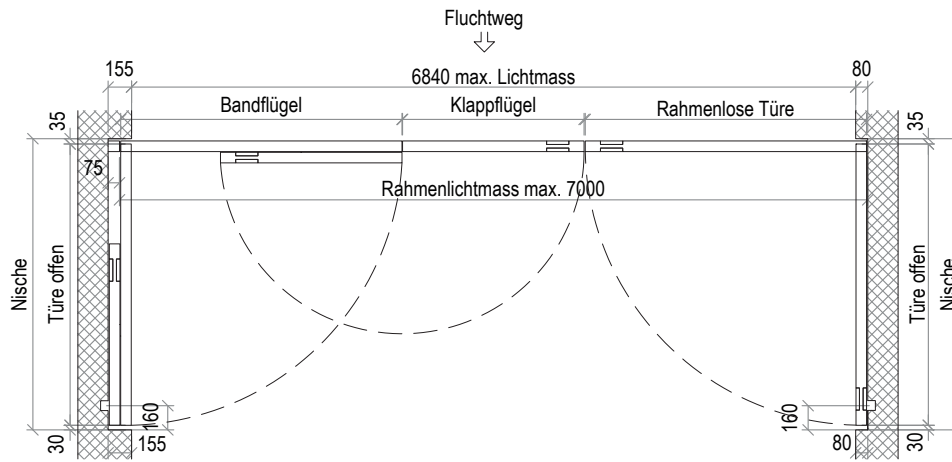 Fluchtweg
155
6840 max. Lichtmass
80
Bandflügel
Klappflügel
Rahmenlose Türe
35
35
75
Rahmenlichtmass max. 7000
Nische
Türe offen
Türe offen
Nische
160
160
30
155
80
30